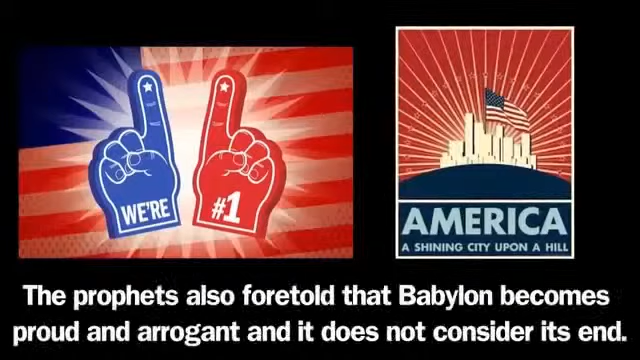 WE'RE
#1
AMERICA
A SHINING CITY UPON A HILL
The prophets also foretold that Babylon becomes
proud and arrogant and it does not consider its end.